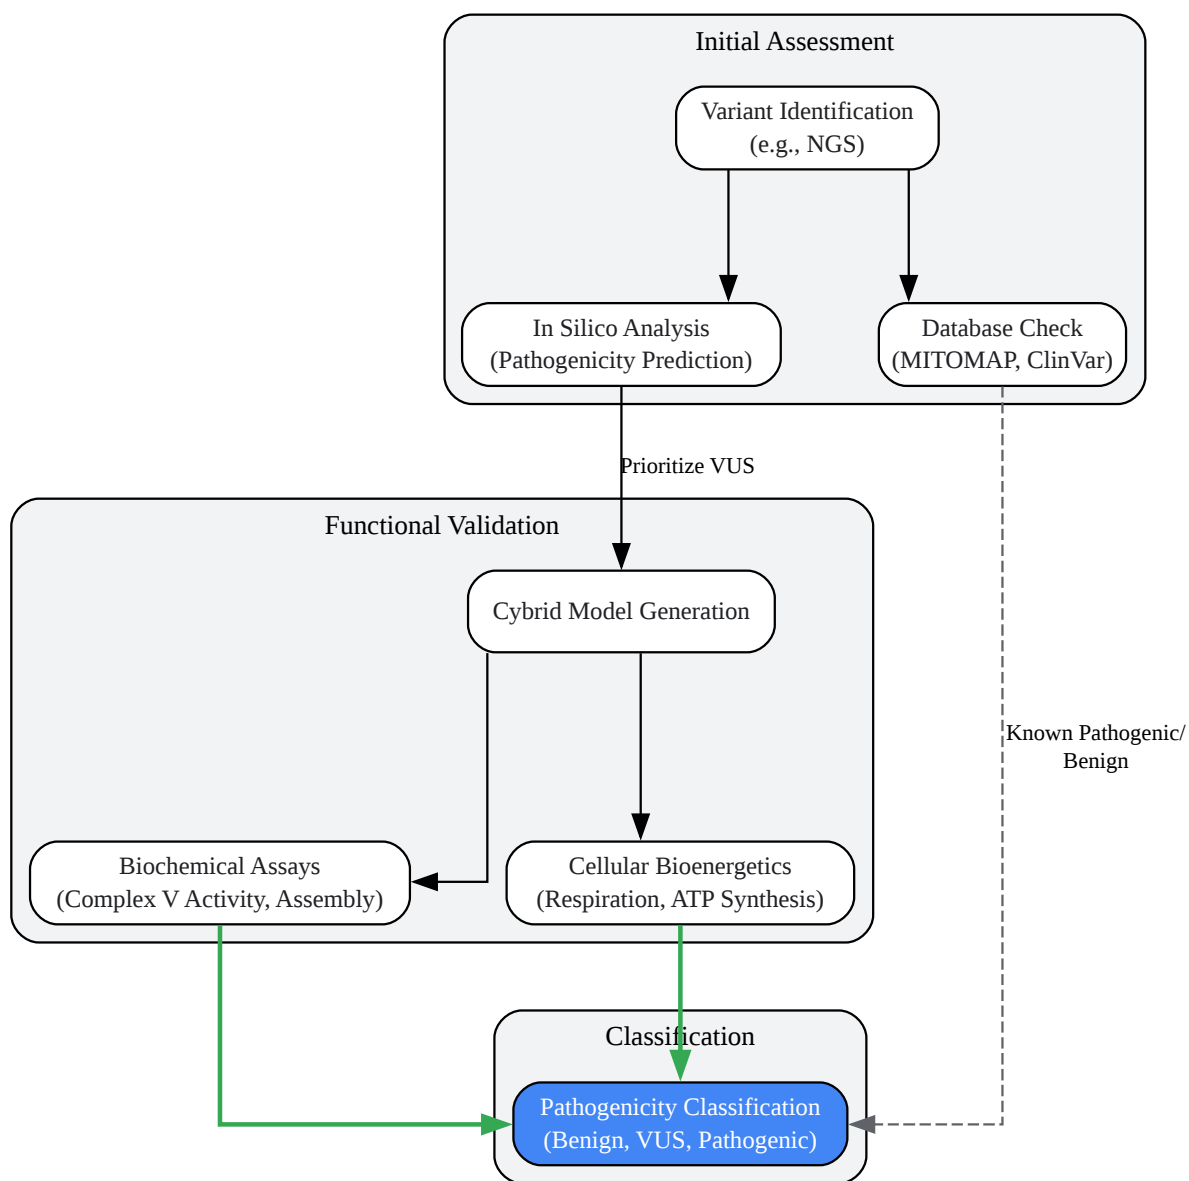 Initial Assessment
Variant Identification
(e.g., NGS)
In Silico Analysis
(Pathogenicity Prediction)
Database Check
(MITOMAP, ClinVar)
Prioritize VUS
Functional Validation
Cybrid Model Generation
Known Pathogenic/
Benign
Biochemical Assays
(Complex V Activity, Assembly)
Cellular Bioenergetics
(Respiration, ATP Synthesis)
Classification
Pathogenicity Classification
(Benign, VUS, Pathogenic)